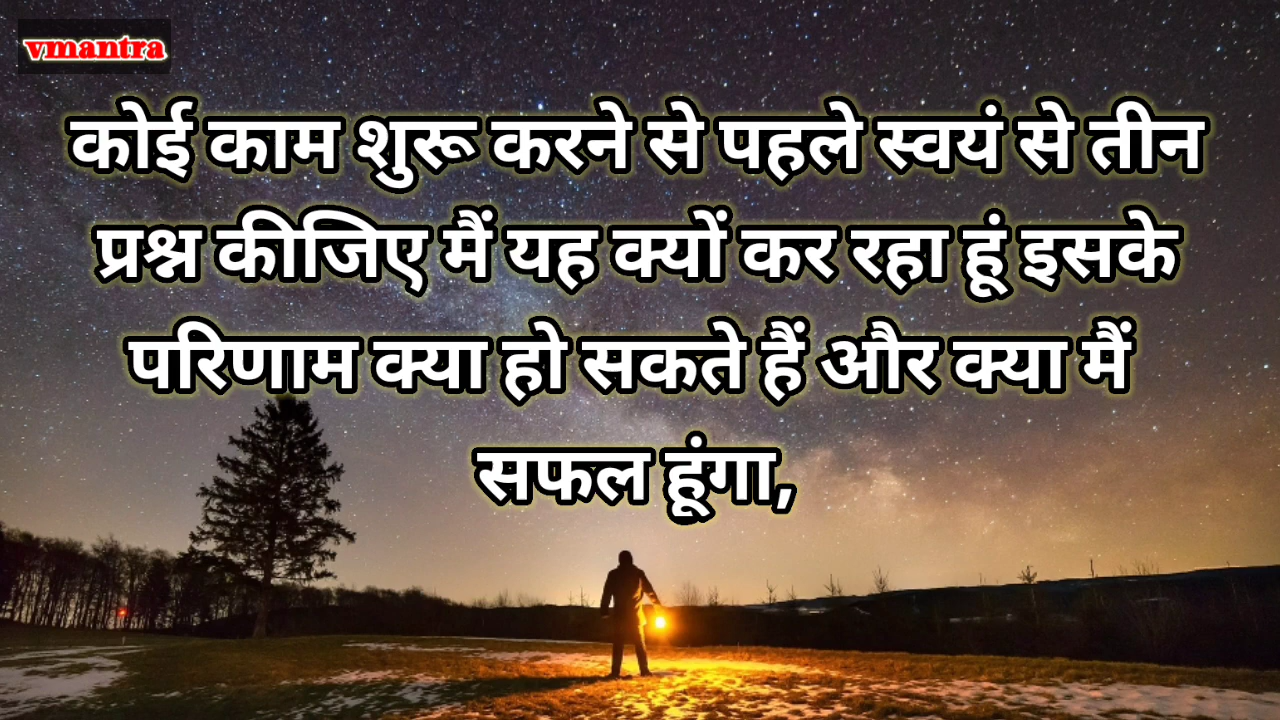 vmantra
कोई काम शुरू करने से पहले स्वयं से तीन
प्रश्न कीजिए मैं यह क्यों कर रहा हूं इसके
परिणाम क्या हो सकते हैं और क्या मैं
सफल हूंगा,